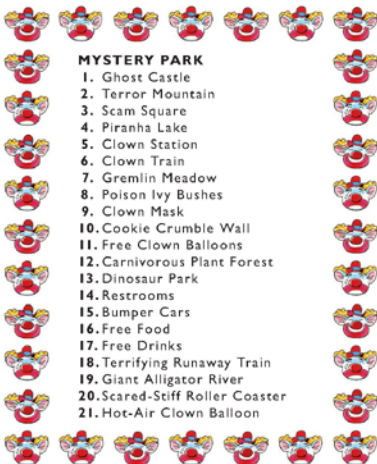 MYSTERY PARK
1. Ghost Castle
2. Terror Mountain
3. Scam Square
4. Piranha Lake
5. Clown Station
6. Clown Train
7. Gremlin Meadow
8. Poison Ivy Bushes
9. Clown Mask
10. Cookie Crumble Wall
11. Free Clown Balloons
12. Carnivorous Plant Forest
13. Dinosaur Park
14. Restrooms
15. Bumper Cars
16. Free Food
17. Free Drinks
18. Terrifying Runaway Train
19. Giant Alligator River
20. Scared-Stiff Roller Coaster
21. Hot-Air Clown Balloon